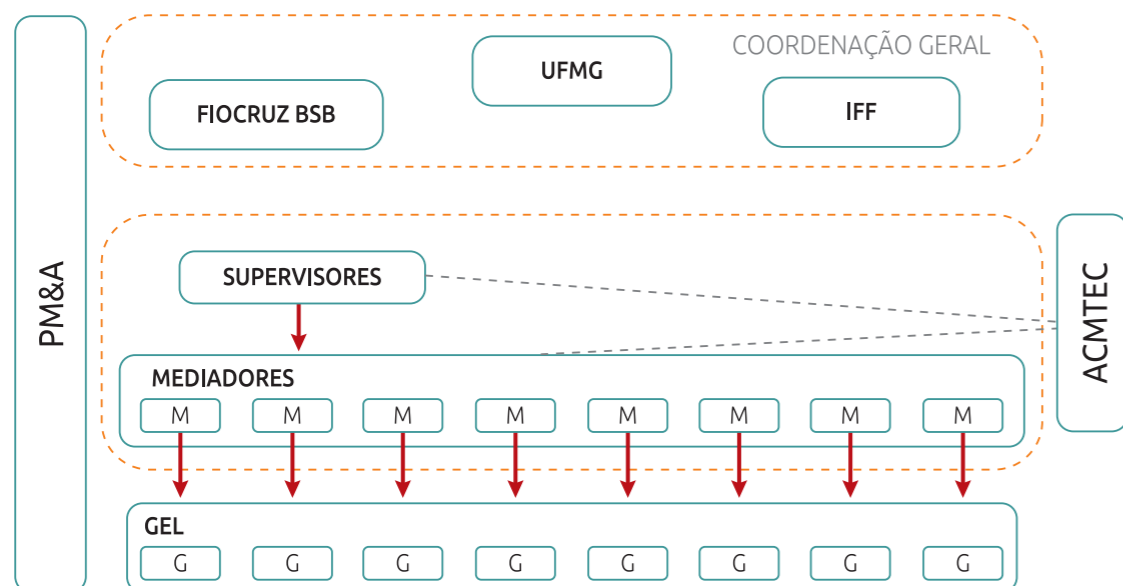 PM&A
COORDENAÇÃO GERAL
UFMG
FIOCRUZ BSB
IFF
SUPERVISORES
ACMTEC
MEDIADORES
M M M M M M M M
GEL
G G G G G G G G